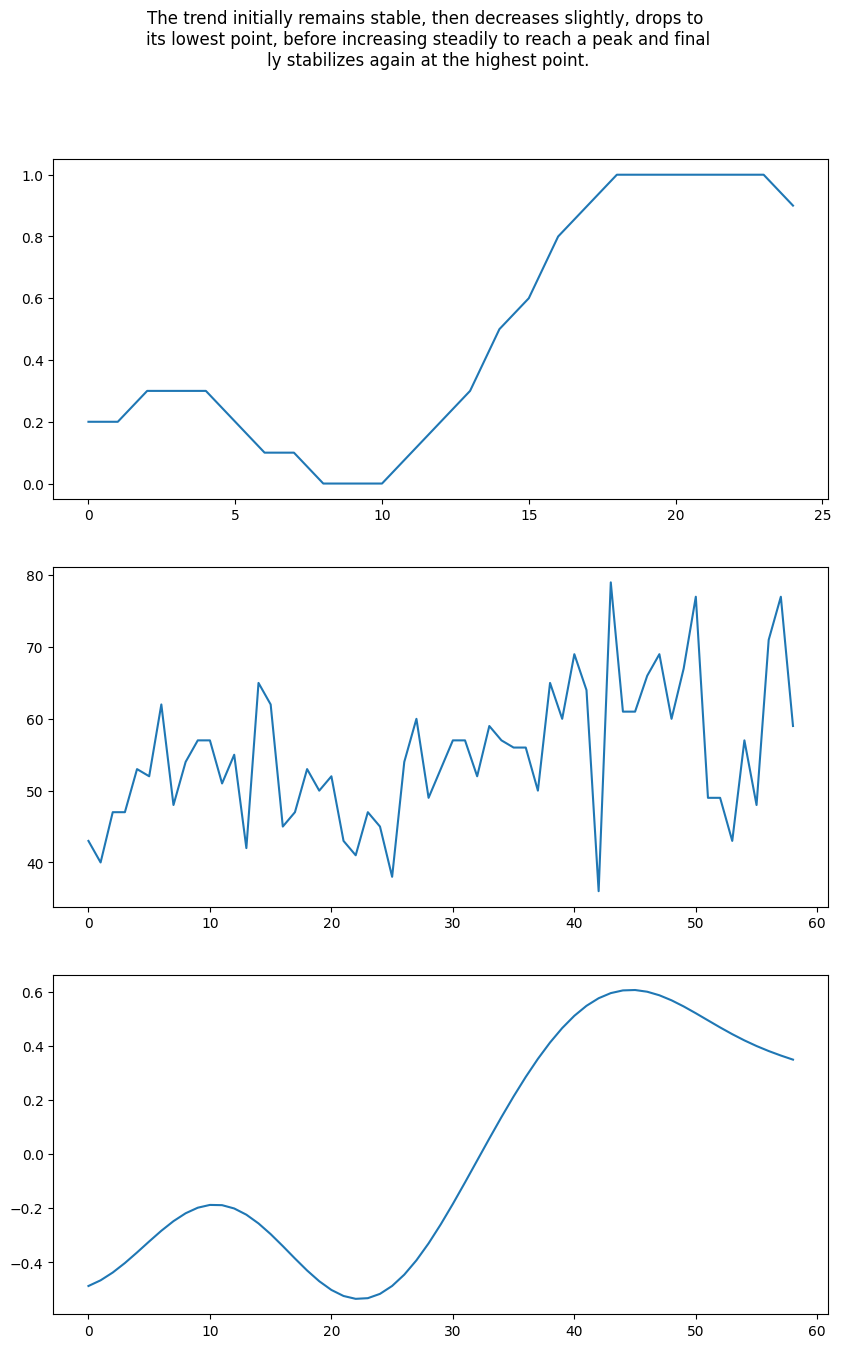 The trend initially remains stable, then decreases slightly, drops to
its lowest point, before increasing steadily to reach a peak and final
ly stabilizes again at the highest point.
1.0
0.8
0.6
0.4
0.2
0.0
0 5 10 15 20 25
80
70
60
50
40
0 10 20 30 40 50 60
0.6
0.4
0.2
0.0
−0.2
−0.4
0 10 20 30 40 50 60